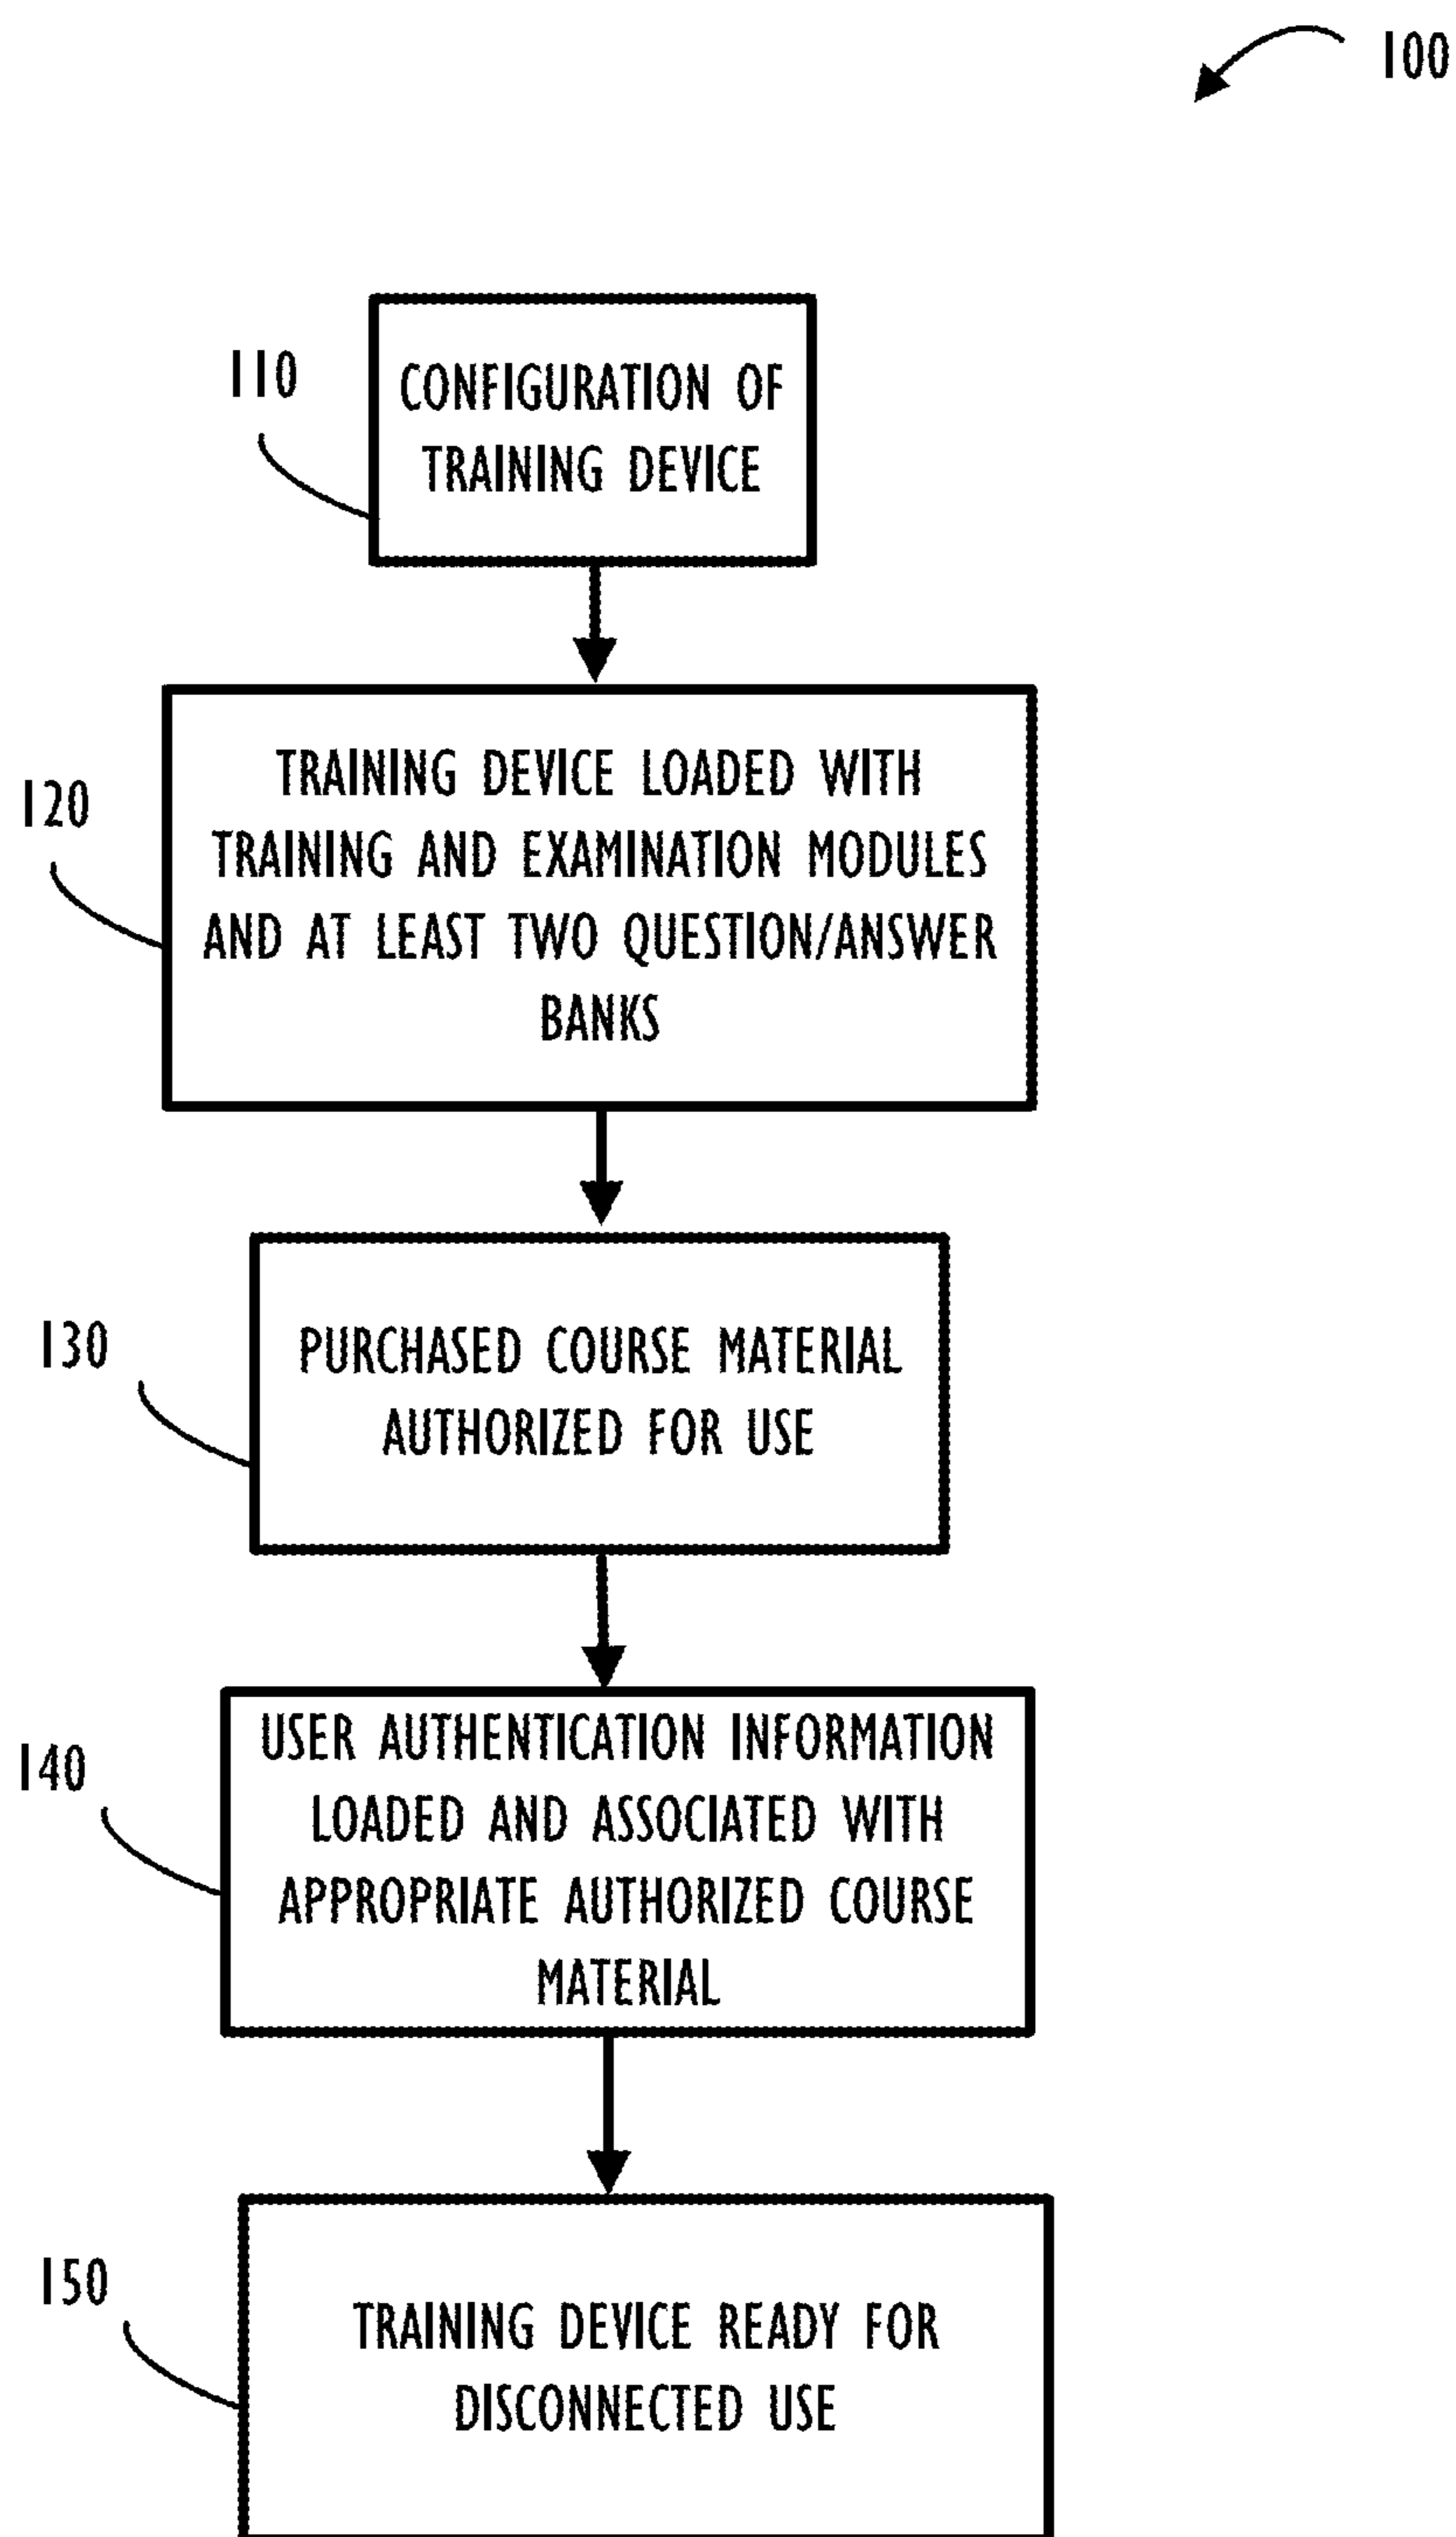 100
110
CONFIGURATION OF
TRAINING DEVICE
120
TRAINING DEVICE LOADED WITH
TRAINING AND EXAMINATION MODULES
AND AT LEAST TWO QUESTION/ANSWER
BANKS
130
PURCHASED COURSE MATERIAL
AUTHORIZED FOR USE
140
USER AUTHENTICATION INFORMATION
LOADED AND ASSOCIATED WITH
APPROPRIATE AUTHORIZED COURSE
MATERIAL
150
TRAINING DEVICE READY FOR
DISCONNECTED USE